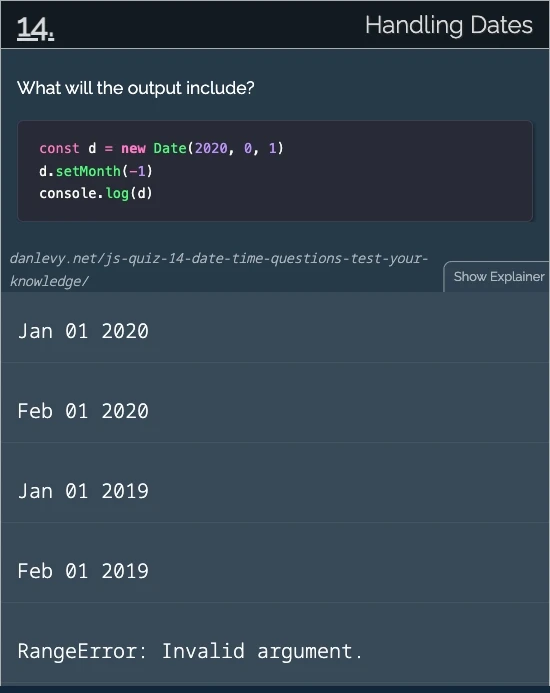 14.
Handling Dates
What will the output include?
const d = new Date(2020, 0, 1)
d.setMonth(-1)
console.log(d)
danlevy.net/js-quiz-14-date-time-questions-test-your-
knowledge/
Show Explainer
Jan 01 2020
Feb 01 2020
Jan 01 2019
Feb 01 2019
RangeError: Invalid argument.